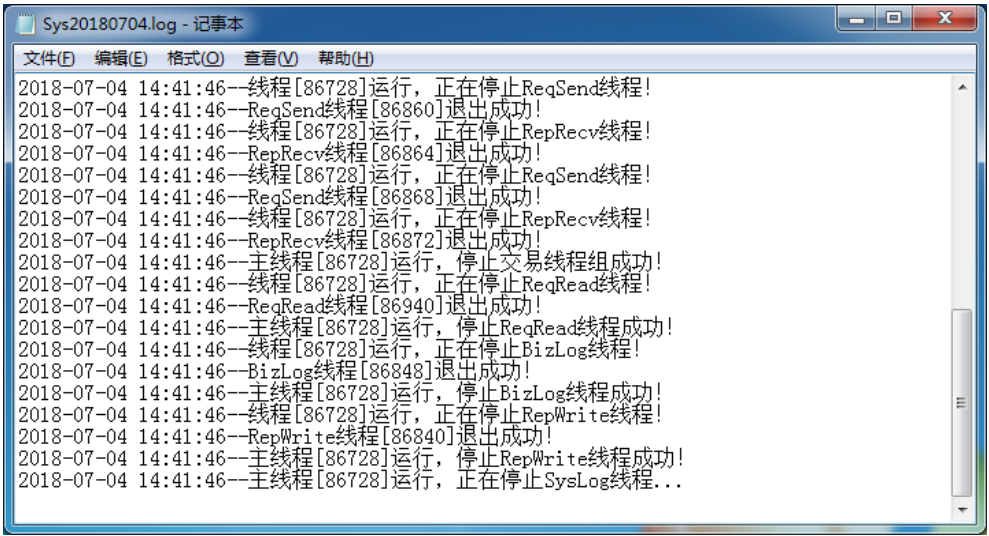 Sys20180704.log - 记事本
文件(F) 编辑(E) 格式(O) 查看(V) 帮助(H)
2018-07-04 14:41:46--线程[86728]运行, 正在停止ReqSend线程!
2018-07-04 14:41:46--ReqSend线程[86860]退出成功!
2018-07-04 14:41:46--线程[86728]运行, 正在停止RepRecv线程!
2018-07-04 14:41:46--RepRecv线程[86864]退出成功!
2018-07-04 14:41:46--线程[86728]运行, 正在停止ReqSend线程!
2018-07-04 14:41:46--ReqSend线程[86868]退出成功!
2018-07-04 14:41:46--线程[86728]运行, 正在停止RepRecv线程!
2018-07-04 14:41:46--RepRecv线程[86872]退出成功!
2018-07-04 14:41:46--主线程[86728]运行, 停止交易线程组成功!
2018-07-04 14:41:46--线程[86728]运行, 正在停止ReqRead线程!
2018-07-04 14:41:46--ReqRead线程[86940]退出成功!
2018-07-04 14:41:46--主线程[86728]运行, 停止ReqRead线程成功!
2018-07-04 14:41:46--线程[86728]运行, 正在停止BizLog线程!
2018-07-04 14:41:46--BizLog线程[86848]退出成功!
2018-07-04 14:41:46--主线程[86728]运行, 停止BizLog线程成功!
2018-07-04 14:41:46--线程[86728]运行, 正在停止RepWrite线程!
2018-07-04 14:41:46--RepWrite线程[86840]退出成功!
2018-07-04 14:41:46--主线程[86728]运行, 停止RepWrite线程成功!
2018-07-04 14:41:46--主线程[86728]运行, 正在停止SysLog线程...